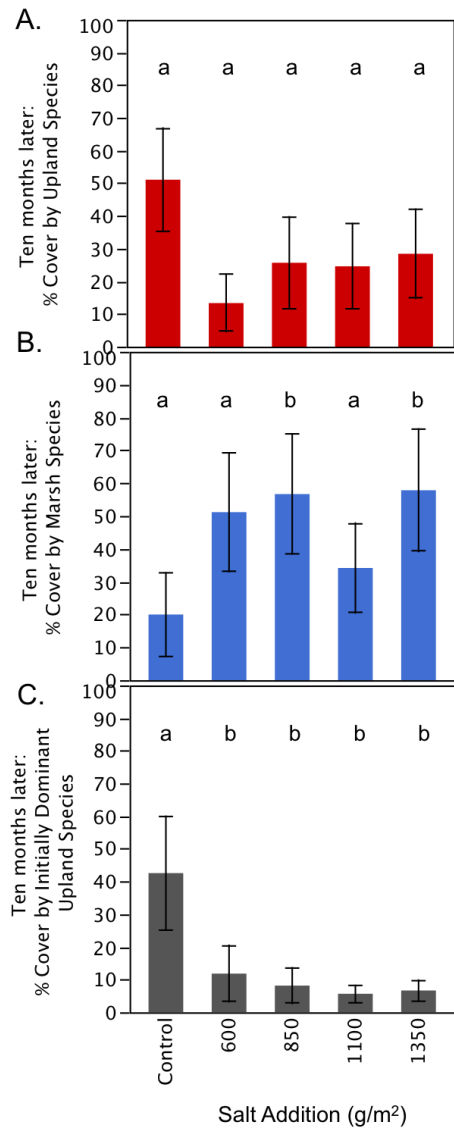 A.
Ten months later:
% Cover by Upland Species
100
90
80
70
60
50
40
30
20
10
0
a a a a a
B.
Ten months later:
% Cover by Marsh Species
100
90
80
70
60
50
40
30
20
10
0
a a b a b
C.
Ten months later:
% Cover by Initially Dominant
Upland Species
100
90
80
70
60
50
40
30
20
10
0
a b b b b
Control 600 850 1100 1350
Salt Addition (g/m²)